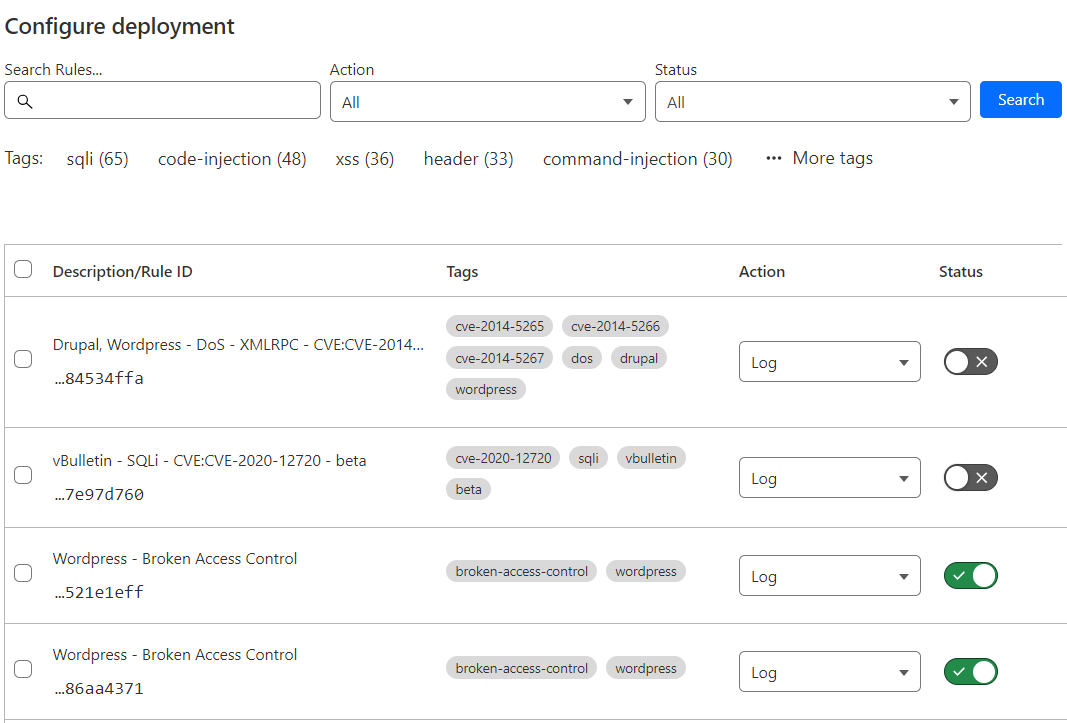 Configure deployment
Search Rules...
Action
Status
All
All
Search
Tags: sqli (65) code-injection (48) xss (36) header (33) command-injection (30) ••• More tags
Description/Rule ID Tags Action Status
Drupal, Wordpress - DoS - XMLRPC - CVE:CVE-2014...
...84534ffa
cve-2014-5265 cve-2014-5266
cve-2014-5267 dos drupal
wordpress
Log
vBulletin - SQLi - CVE:CVE-2020-12720 - beta
...7e97d760
cve-2020-12720 sqli vbulletin
beta
Log
Wordpress - Broken Access Control
...521e1eff
broken-access-control wordpress
Log
Wordpress - Broken Access Control
...86aa4371
broken-access-control wordpress
Log